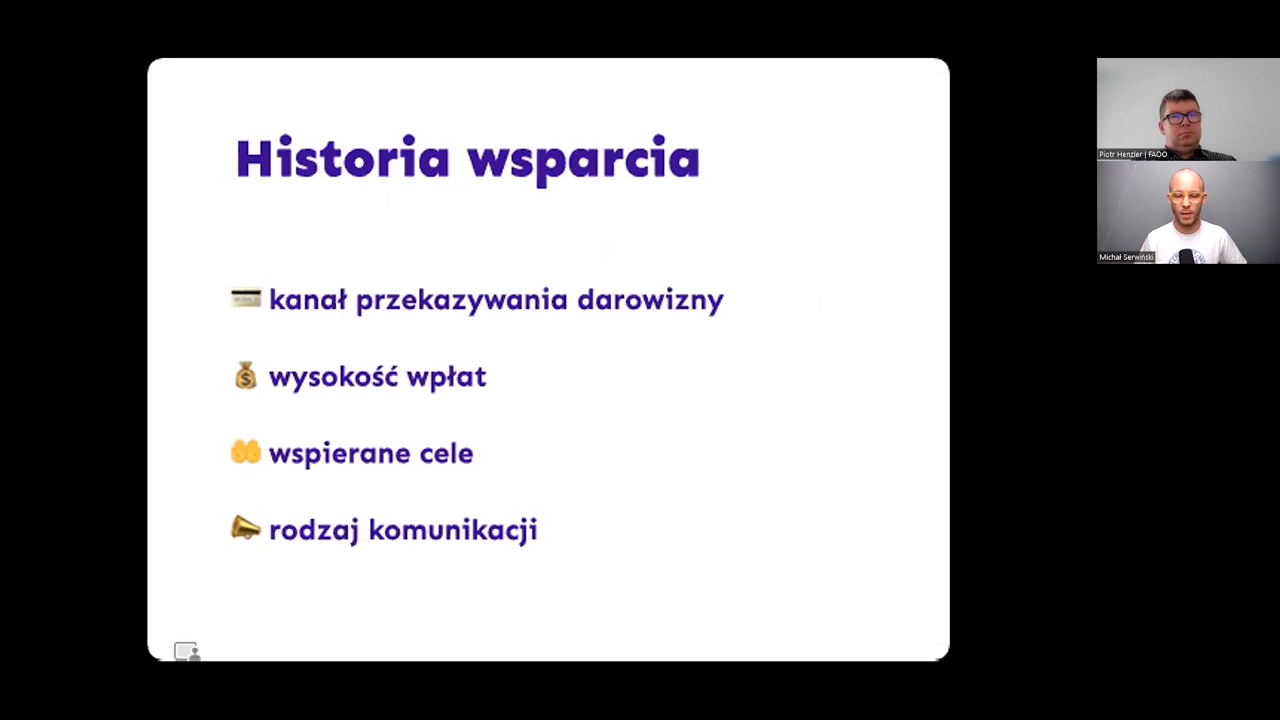 Historia wsparcia
kanał przekazywania darowizny
wysokość wpłat
wspierane cele
rodzaj komunikacji
Piotr Henzler | FAOO
Michał Serwiński